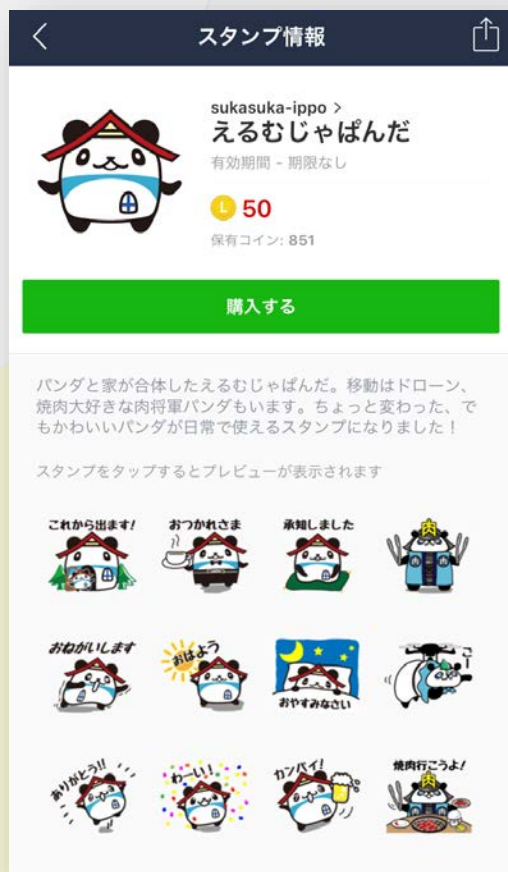 スタンプ情報
sukasuka-ippo >
えるむじゃぱんだ
有効期間 - 期限なし
L 50
保有コイン: 851
購入する
パンダと家が合体したえるむじゃぱんだ。移動はドローン、
焼肉大好きな肉将軍パンダもいます。ちょっと変わった、で
もかわいいパンダが日常で使えるスタンプになりました！
スタンプをタップするとプレビューが表示されます
これから出ます!
おつかれさま
承知しました
肉
肉 肉
おねがいします
おはよう
おやすみなさい
ごー
ありがとう!!
わーい!!
カンパイ!
焼肉行こうよ!
肉